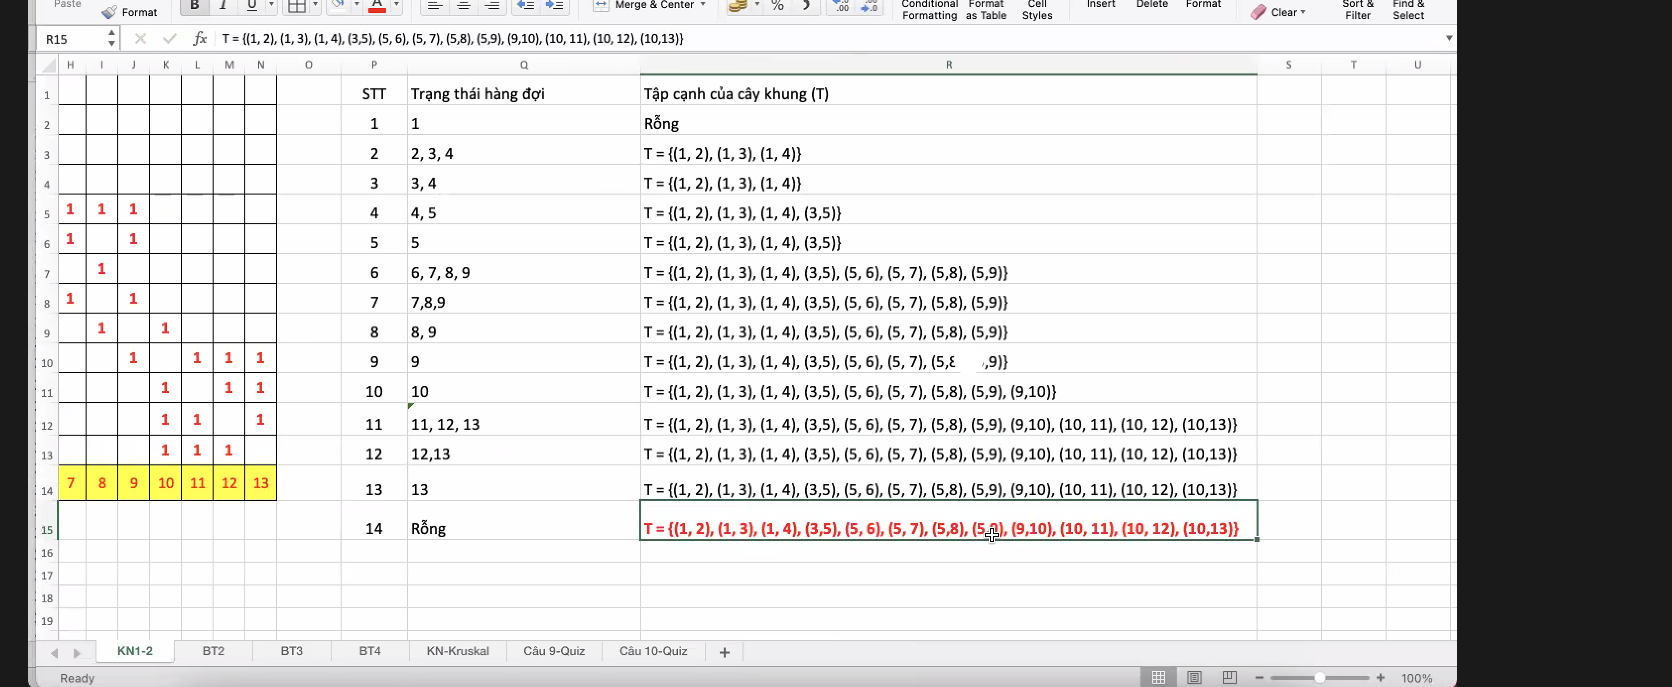 Paste
Format
B I U
A
Merge & Center
%
Conditional Formatting
Format as Table
Cell Styles
Insert
Delete
Format
Clear
Sort & Filter
Find & Select
R15 fx T = {(1, 2), (1, 3), (1, 4), (3,5), (5, 6), (5, 7), (5,8), (5,9), (9,10), (10, 11), (10, 12), (10,13)}
H I J K L M N O P Q R S T U
1 STT Trạng thái hàng đợi Tập cạnh của cây khung (T)
2 1 1 Rỗng
3 2 2, 3, 4 T = {(1, 2), (1, 3), (1, 4)}
4 3 3, 4 T = {(1, 2), (1, 3), (1, 4)}
5 1 1 1 4 4, 5 T = {(1, 2), (1, 3), (1, 4), (3,5)}
6 1 1 5 5 T = {(1, 2), (1, 3), (1, 4), (3,5)}
7 1 6 6, 7, 8, 9 T = {(1, 2), (1, 3), (1, 4), (3,5), (5, 6), (5, 7), (5,8), (5,9)}
8 1 1 7 7,8,9 T = {(1, 2), (1, 3), (1, 4), (3,5), (5, 6), (5, 7), (5,8), (5,9)}
9 1 1 8 8, 9 T = {(1, 2), (1, 3), (1, 4), (3,5), (5, 6), (5, 7), (5,8), (5,9)}
10 1 1 1 1 9 9 T = {(1, 2), (1, 3), (1, 4), (3,5), (5, 6), (5, 7), (5,8 ,9)}
11 1 1 1 10 10 T = {(1, 2), (1, 3), (1, 4), (3,5), (5, 6), (5, 7), (5,8), (5,9), (9,10)}
12 1 1 1 11 11, 12, 13 T = {(1, 2), (1, 3), (1, 4), (3,5), (5, 6), (5, 7), (5,8), (5,9), (9,10), (10, 11), (10, 12), (10,13)}
13 1 1 1 12 12,13 T = {(1, 2), (1, 3), (1, 4), (3,5), (5, 6), (5, 7), (5,8), (5,9), (9,10), (10, 11), (10, 12), (10,13)}
14 7 8 9 10 11 12 13 13 13 T = {(1, 2), (1, 3), (1, 4), (3,5), (5, 6), (5, 7), (5,8), (5,9), (9,10), (10, 11), (10, 12), (10,13)}
15 14 Rỗng T = {(1, 2), (1, 3), (1, 4), (3,5), (5, 6), (5, 7), (5,8), (5,9), (9,10), (10, 11), (10, 12), (10,13)}
16
17
18
19
KN1-2 BT2 BT3 BT4 KN-Kruskal Câu 9-Quiz Câu 10-Quiz +
Ready 100%